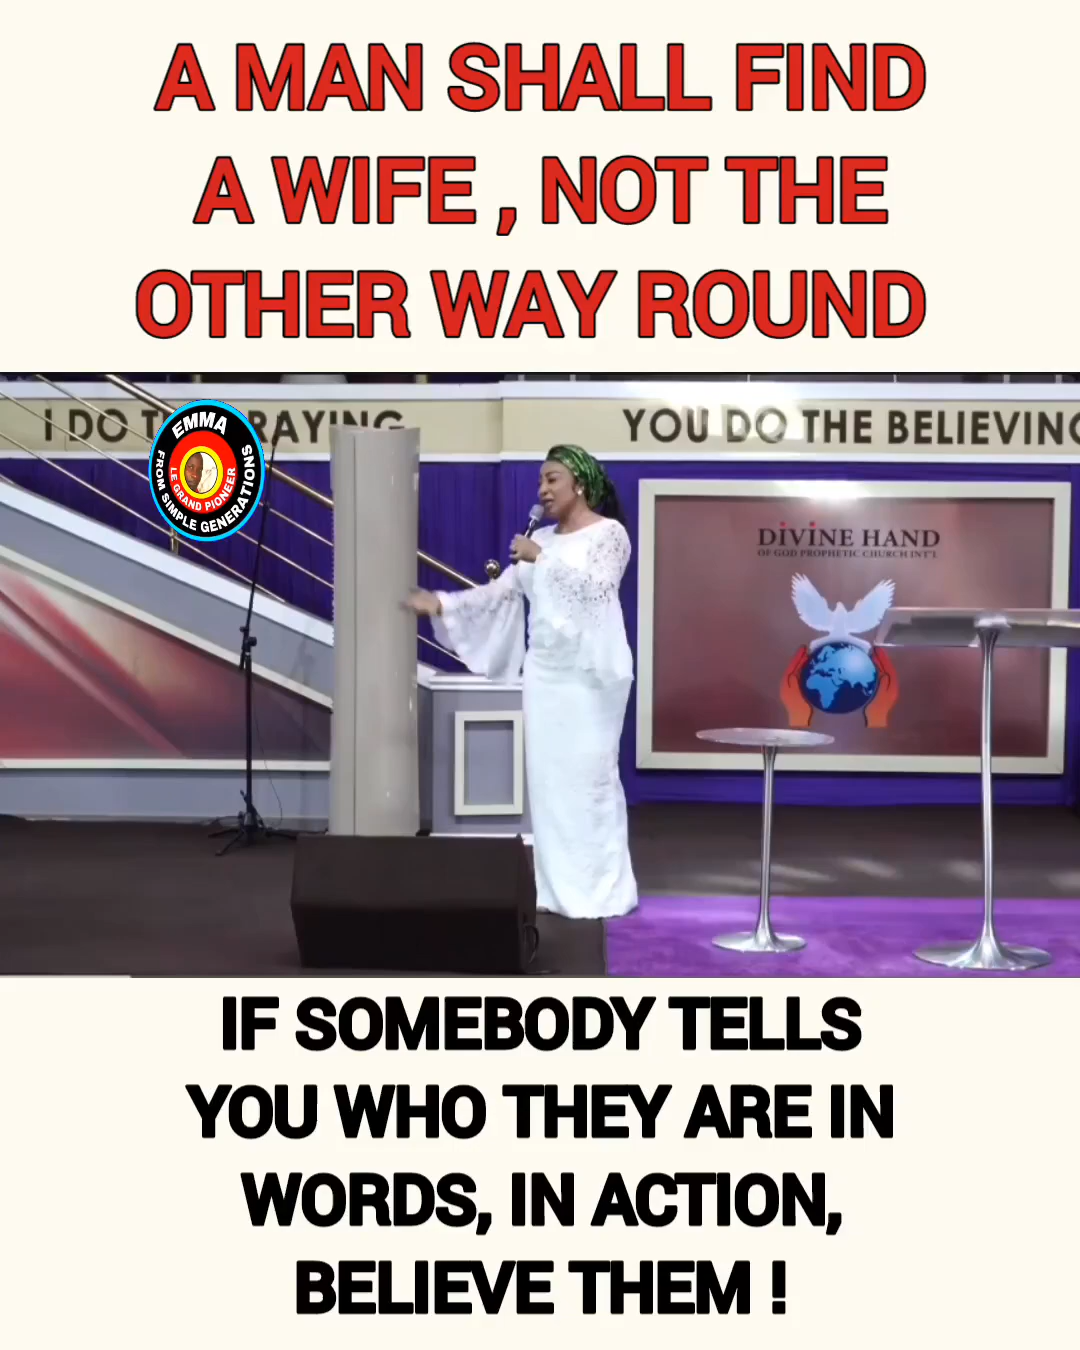 A MAN SHALL FIND
A WIFE , NOT THE
OTHER WAY ROUND
I DO T RAYING
YOU DO THE BELIEVING
EMMA
FROM SIMPLE GENERATIONS
LE GRAND PIONEER
DIVINE HAND
OF GOD PROPHETIC CHURCH INT'L
IF SOMEBODY TELLS
YOU WHO THEY ARE IN
WORDS, IN ACTION,
BELIEVE THEM !